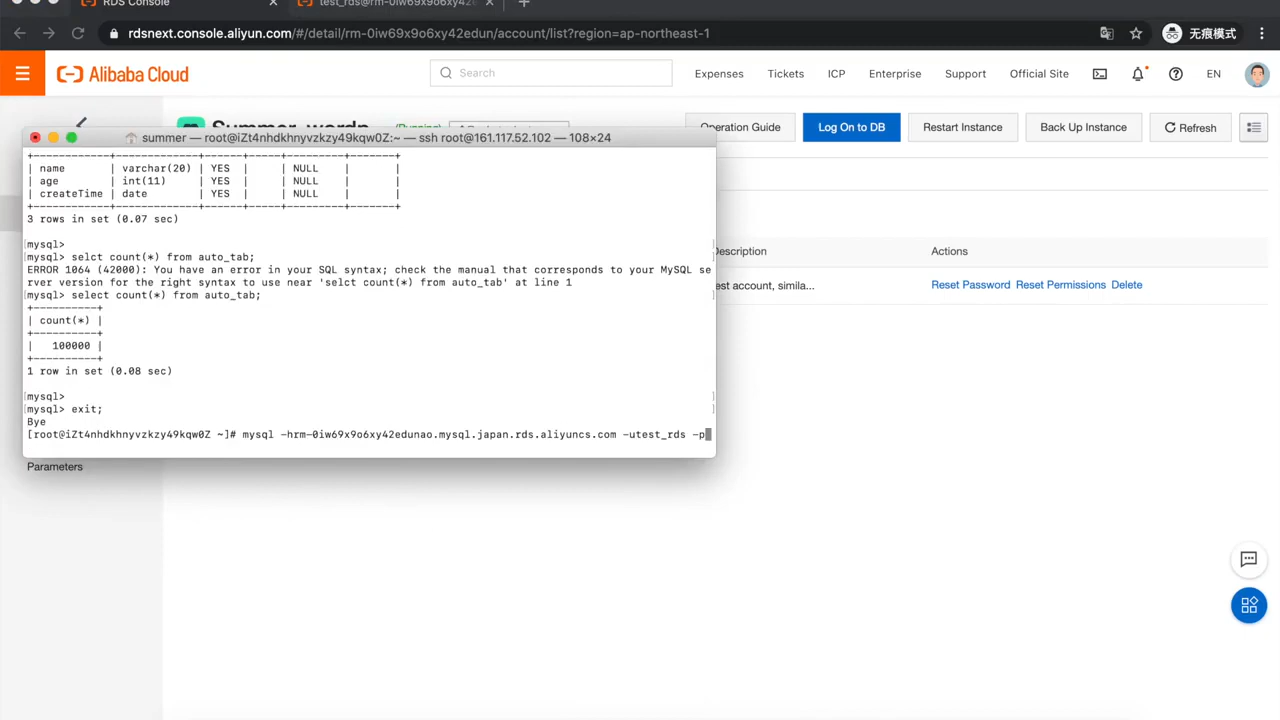 RDS Console
test_rds@rm-0iw69x9o6xy42e
rdsnext.console.aliyun.com/#/detail/rm-0iw69x9o6xy42edun/account/list?region=ap-northeast-1
无痕模式
Alibaba Cloud
Search
Expenses
Tickets
ICP
Enterprise
Support
Official Site
EN
Operation Guide
Log On to DB
Restart Instance
Back Up Instance
Refresh
summer — root@iZt4nhdkhnyvzkzy49kqw0Z:~ — ssh root@161.117.52.102 — 108×24
+------------+-------------+------+-----+---------+-------+
| name       | varchar(20) | YES  |     | NULL    |       |
| age        | int(11)     | YES  |     | NULL    |       |
| createTime | date        | YES  |     | NULL    |       |
+------------+-------------+------+-----+---------+-------+
3 rows in set (0.07 sec)
mysql>
mysql> selct count(*) from auto_tab;
ERROR 1064 (42000): You have an error in your SQL syntax; check the manual that corresponds to your MySQL se
rver version for the right syntax to use near 'selct count(*) from auto_tab' at line 1
mysql> select count(*) from auto_tab;
+----------+
| count(*) |
+----------+
|   100000 |
+----------+
1 row in set (0.08 sec)
mysql>
mysql> exit;
Bye
[root@iZt4nhdkhnyvzkzy49kqw0Z ~]# mysql -hrm-0iw69x9o6xy42edunao.mysql.japan.rds.aliyuncs.com -utest_rds -p
Description
Actions
est account, simila...
Reset Password
Reset Permissions
Delete
Parameters